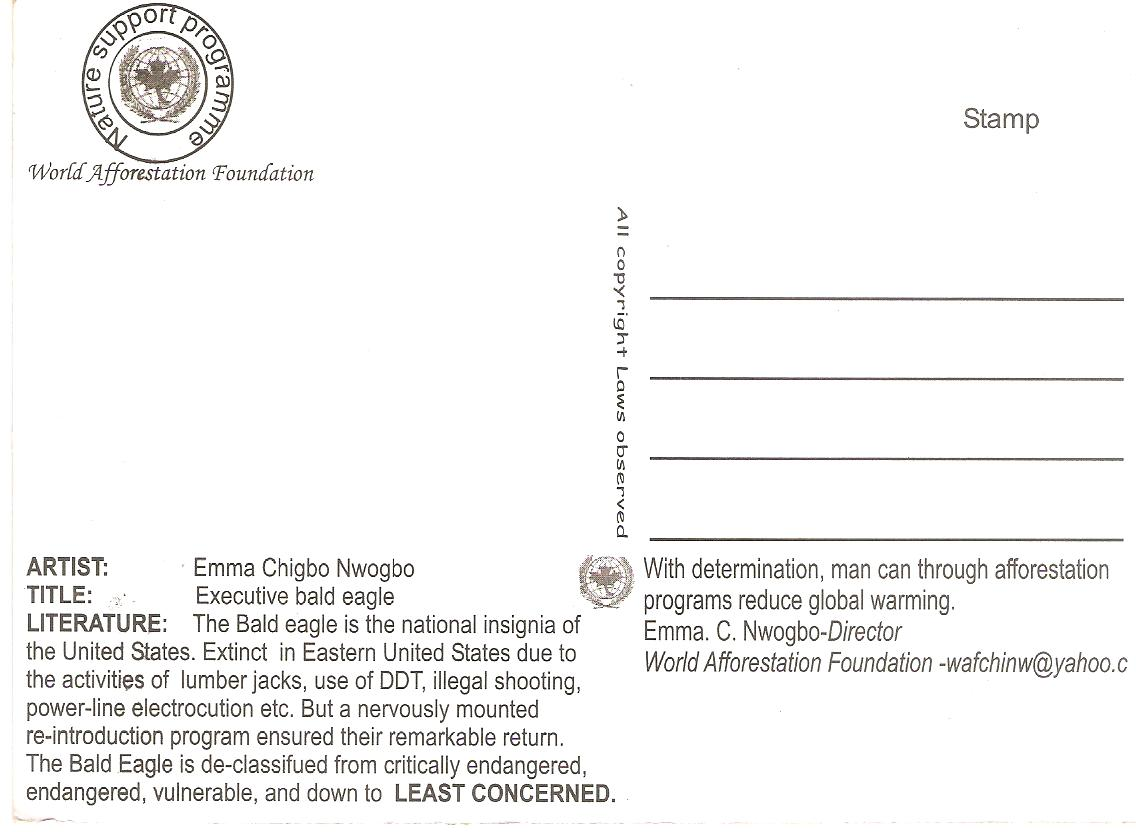 Nature support programme
World Afforestation Foundation
Stamp
All copyright Laws observed
ARTIST: Emma Chigbo Nwogbo
TITLE: Executive bald eagle
LITERATURE: The Bald eagle is the national insignia of
the United States. Extinct in Eastern United States due to
the activities of lumber jacks, use of DDT, illegal shooting,
power-line electrocution etc. But a nervously mounted
re-introduction program ensured their remarkable return.
The Bald Eagle is de-classifued from critically endangered,
endangered, vulnerable, and down to LEAST CONCERNED.
With determination, man can through afforestation
programs reduce global warming.
Emma. C. Nwogbo-Director
World Afforestation Foundation -wafchinw@yahoo.c